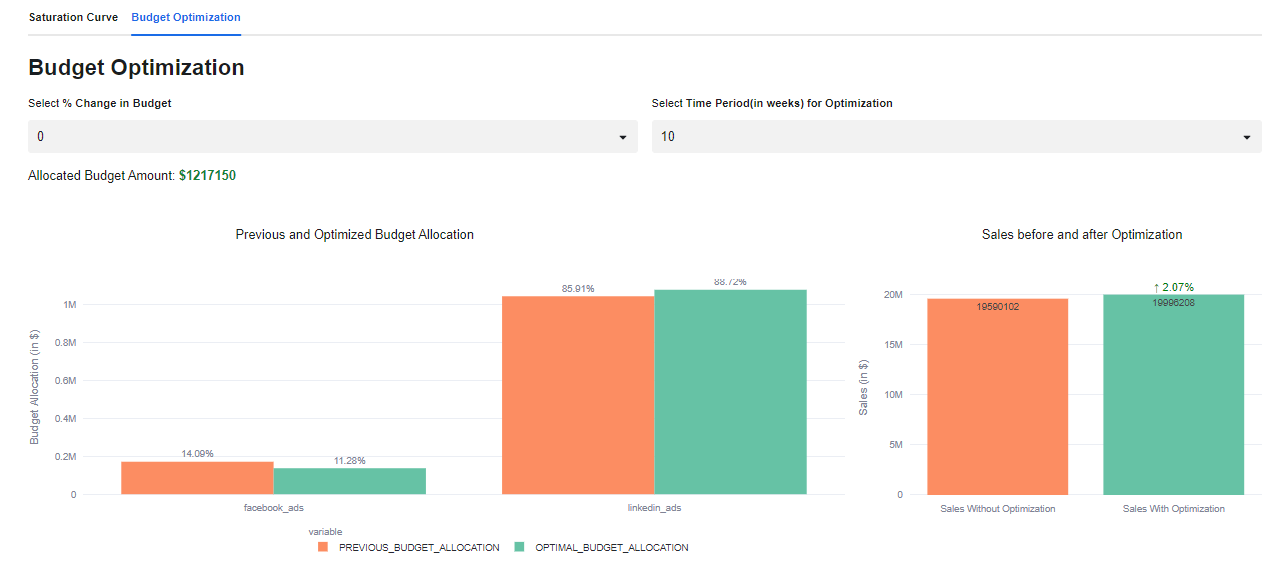 Saturation Curve Budget Optimization
Budget Optimization
Select % Change in Budget
Select Time Period(in weeks) for Optimization
0
10
Allocated Budget Amount: $1217150
Previous and Optimized Budget Allocation
Budget Allocation (in $)
1M
0.8M
0.6M
0.4M
0.2M
0
14.09%
11.28%
85.91%
88.72%
facebook_ads
linkedin_ads
variable
PREVIOUS_BUDGET_ALLOCATION
OPTIMAL_BUDGET_ALLOCATION
Sales before and after Optimization
Sales (in $)
20M
15M
10M
5M
0
19590102
↑ 2.07%
19996208
Sales Without Optimization
Sales With Optimization